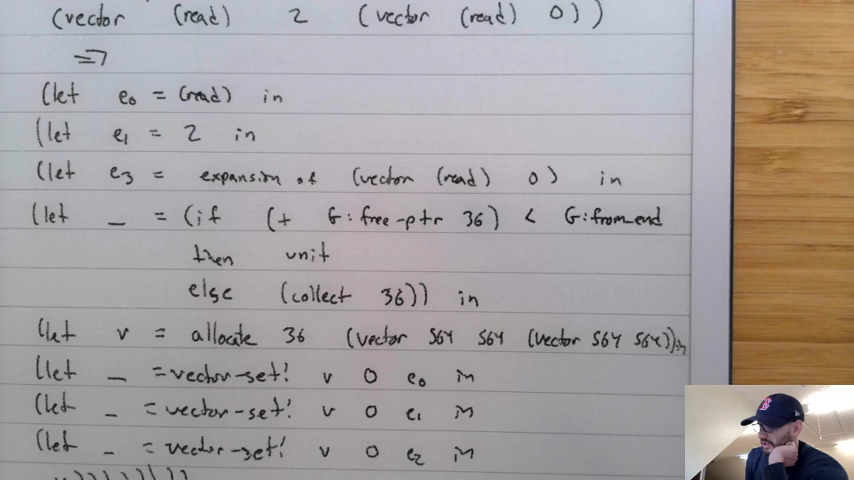 (vector (read) 2 (vector (read) 0))
=>
(let e0 = (read) in
(let e1 = 2 in
(let e3 = expansion of (vector (read) 0) in
(let _ = (if (+ G:free-ptr 36) < G:from_end
then unit
else (collect 36)) in
(let v = allocate 36 (vector S64 S64 (vector S64 S64)) in
(let _ = vector-set! v 0 e0 in
(let _ = vector-set! v 0 e1 in
(let _ = vector-set! v 0 e2 in